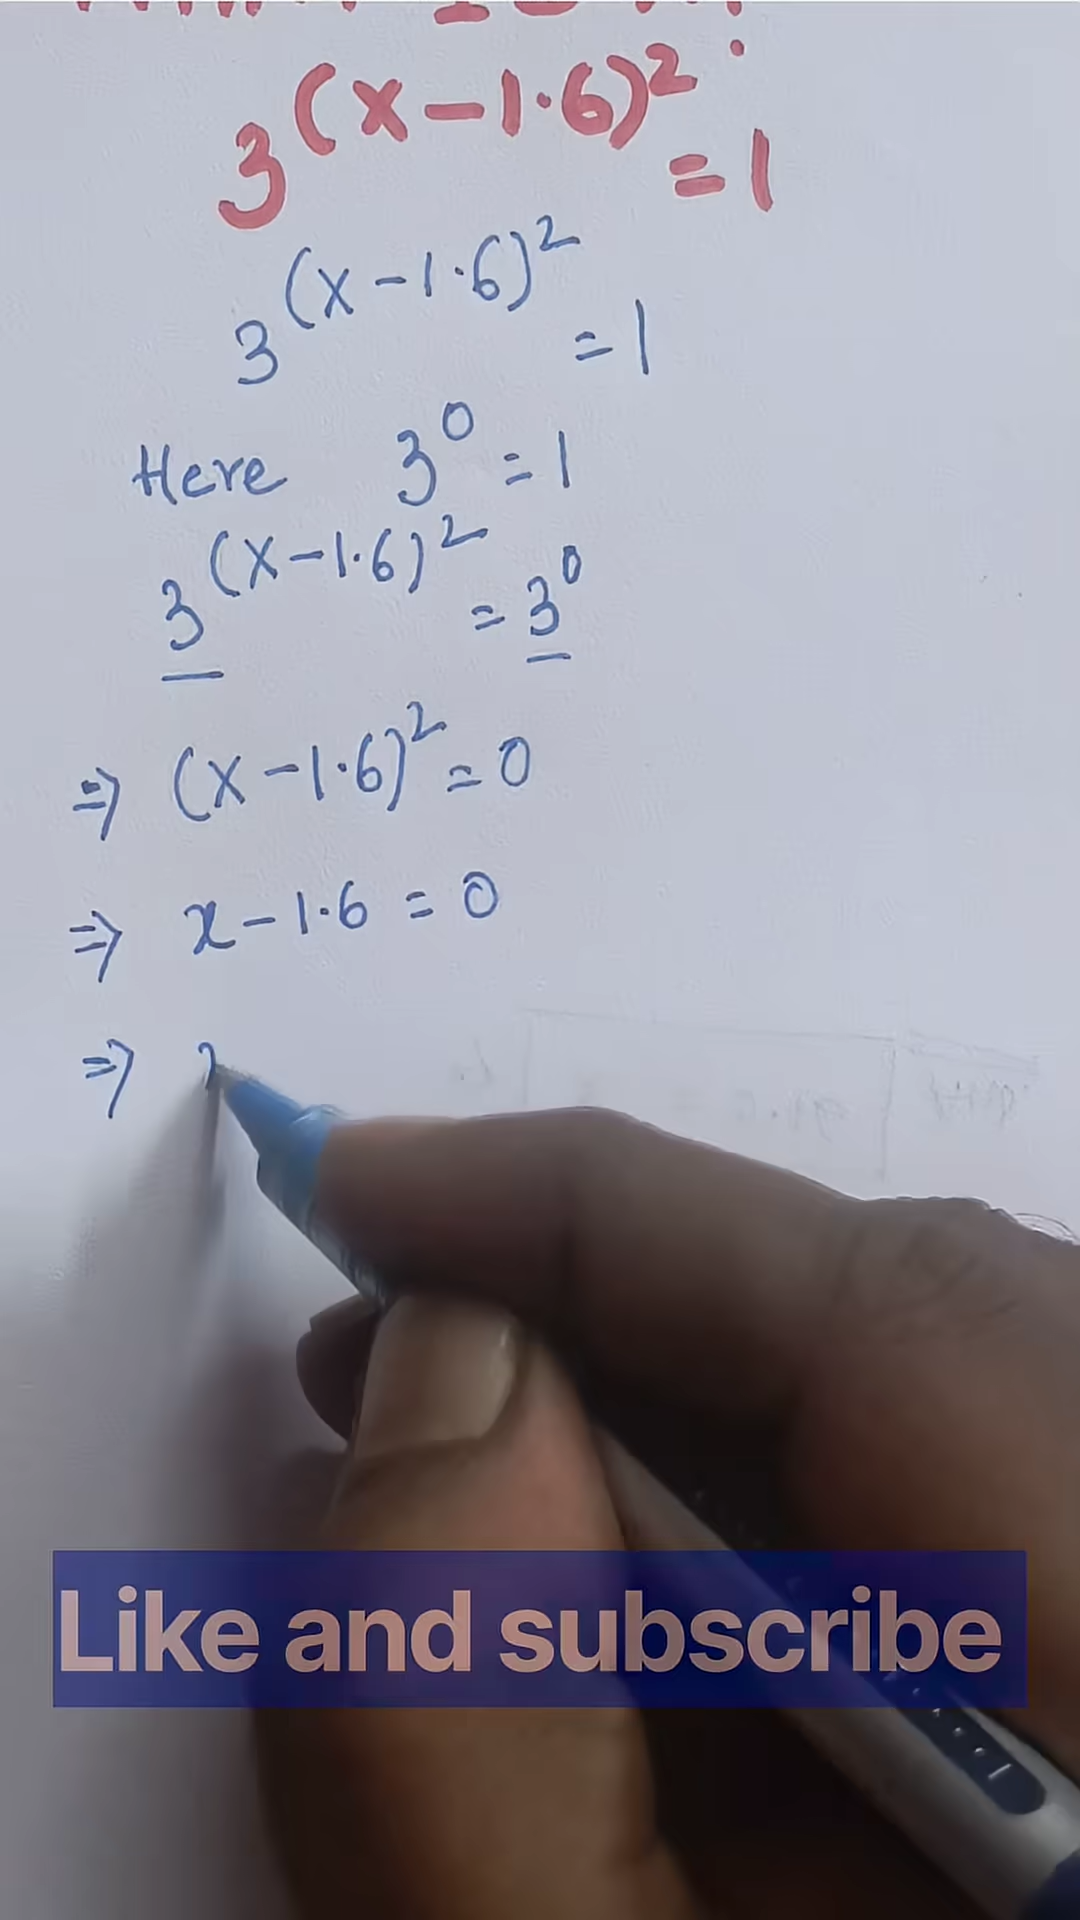 3^(x-1.6)^2 = 1
3^(x-1.6)^2 = 1
Here 3^0 = 1
3^(x-1.6)^2 = 3^0
⇒ (x-1.6)^2 = 0
⇒ x-1.6 = 0
⇒
Like and subscribe